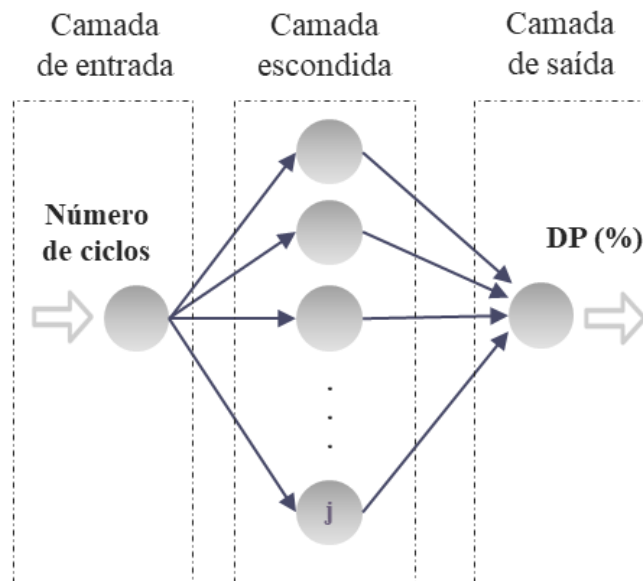 Camada
de entrada
Camada
escondida
Camada
de saída
Número
de ciclos
DP (%)
j